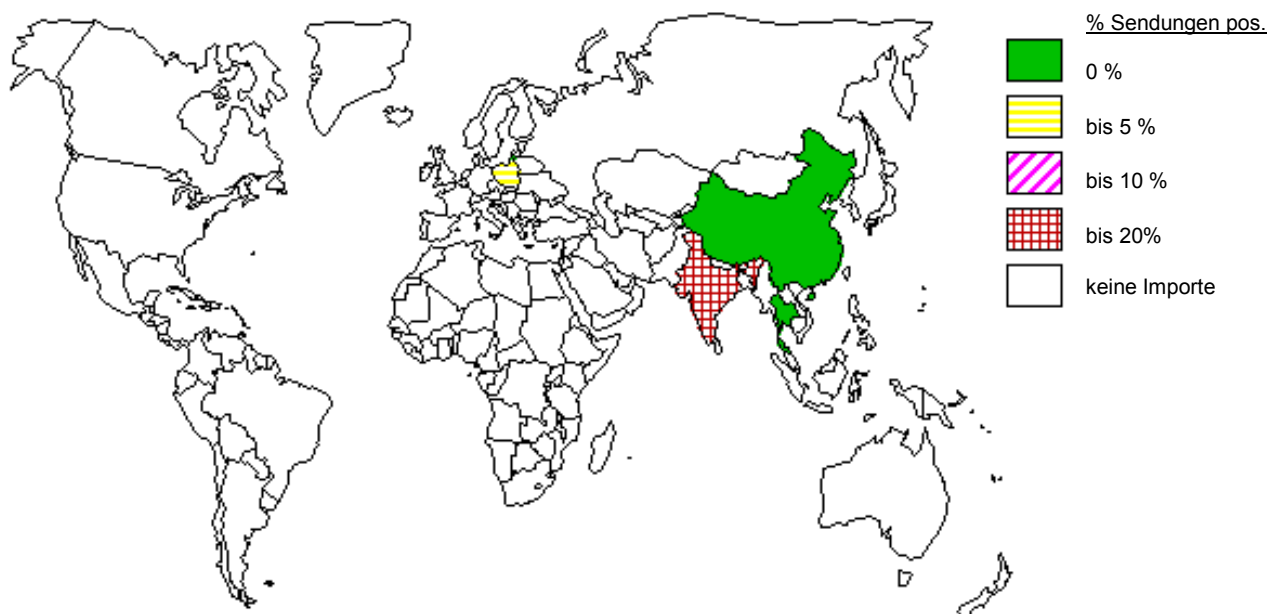 % Sendungen pos.
0 %
bis 5 %
bis 10 %
bis 20%
keine Importe